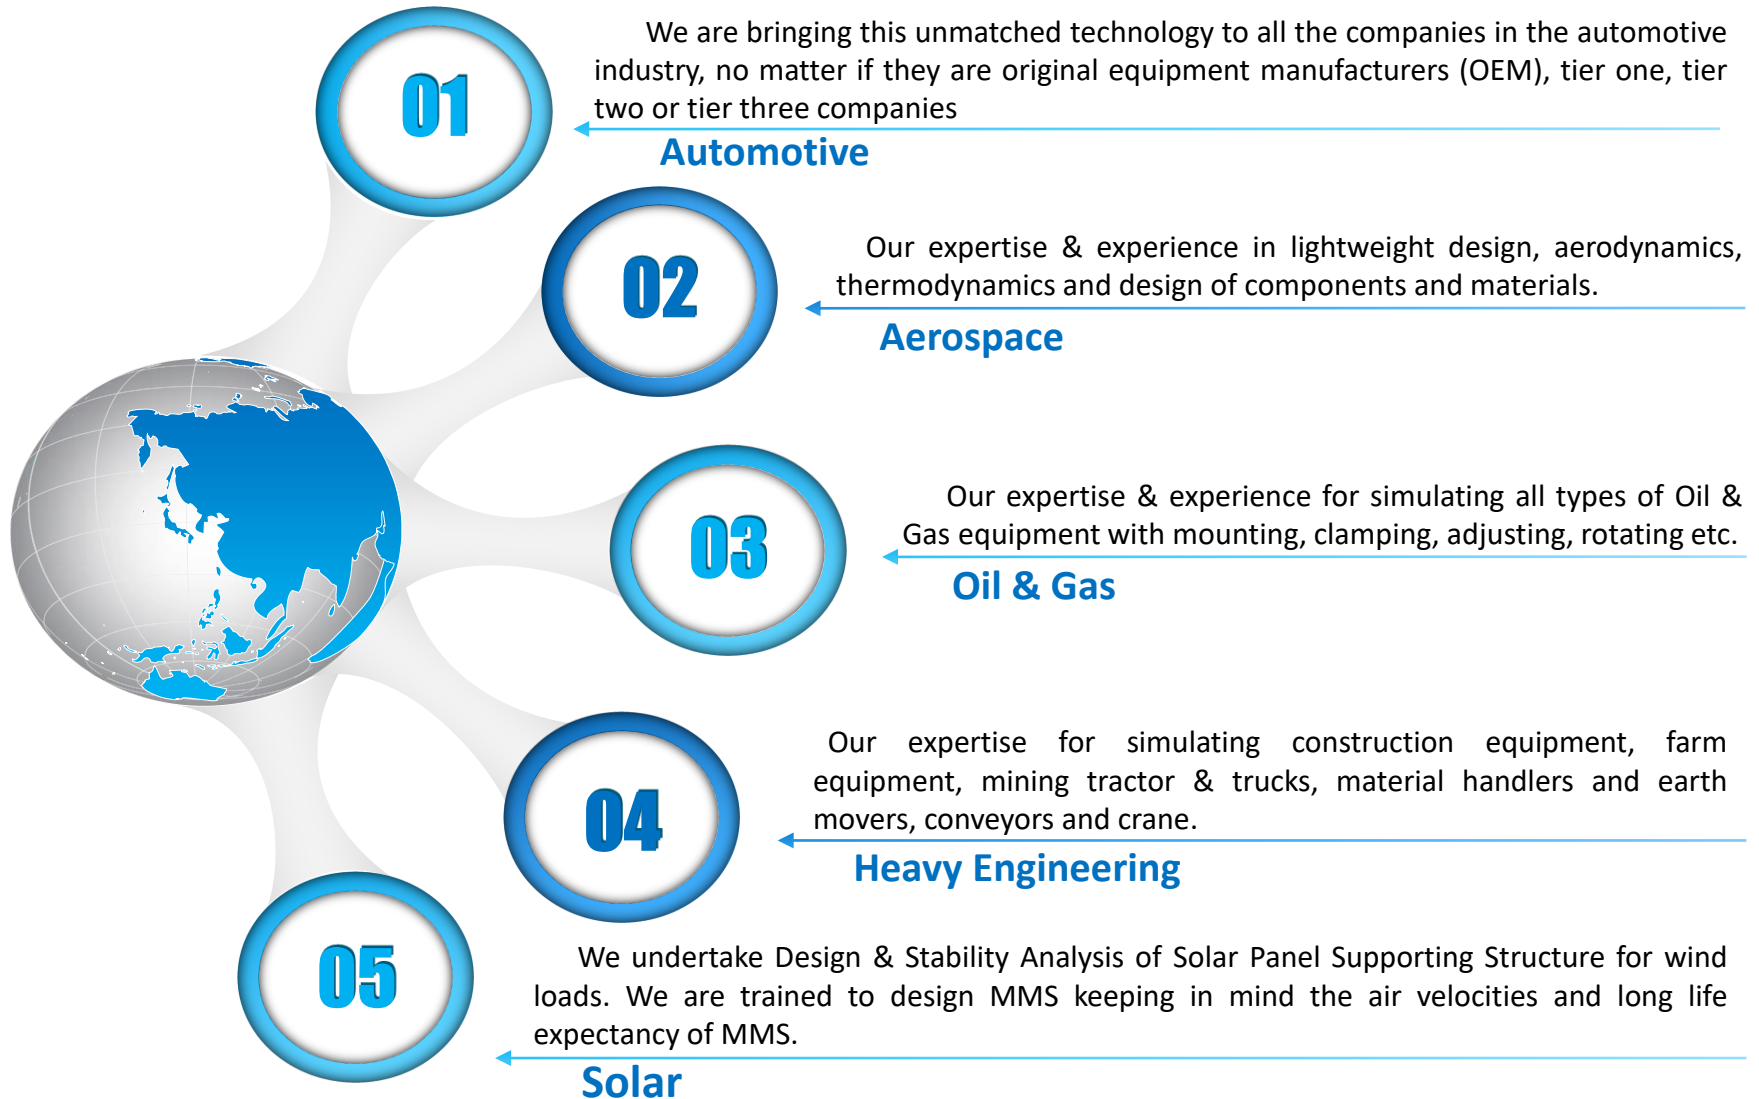 01
We are bringing this unmatched technology to all the companies in the automotive
industry, no matter if they are original equipment manufacturers (OEM), tier one, tier
two or tier three companies
Automotive
02
Our expertise & experience in lightweight design, aerodynamics,
thermodynamics and design of components and materials.
Aerospace
03
Our expertise & experience for simulating all types of Oil &
Gas equipment with mounting, clamping, adjusting, rotating etc.
Oil & Gas
04
Our expertise for simulating construction equipment, farm
equipment, mining tractor & trucks, material handlers and earth
movers, conveyors and crane.
Heavy Engineering
05
We undertake Design & Stability Analysis of Solar Panel Supporting Structure for wind
loads. We are trained to design MMS keeping in mind the air velocities and long life
expectancy of MMS.
Solar